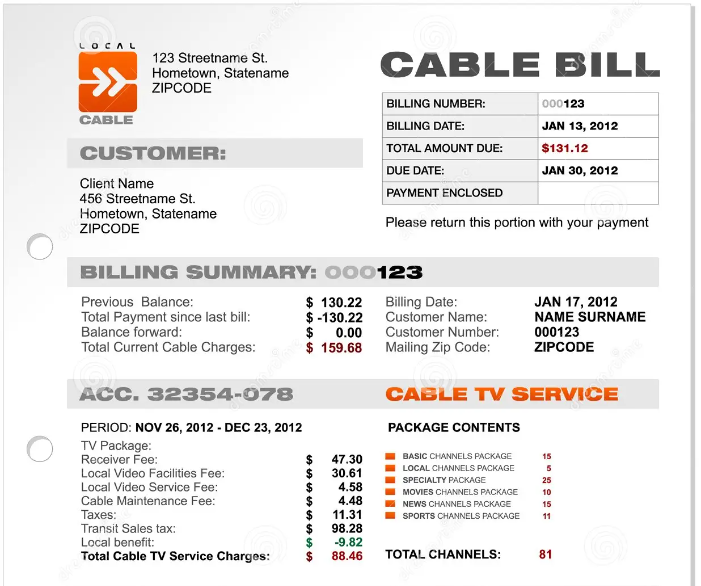 LOCAL
CABLE
123 Streetname St.
Hometown, Statename
ZIPCODE
CABLE BILL
BILLING NUMBER: 000123
BILLING DATE: JAN 13, 2012
TOTAL AMOUNT DUE: $131.12
DUE DATE: JAN 30, 2012
PAYMENT ENCLOSED
Please return this portion with your payment
CUSTOMER:
Client Name
456 Streetname St.
Hometown, Statename
ZIPCODE
BILLING SUMMARY: 000123
Previous Balance: $ 130.22
Total Payment since last bill: $ -130.22
Balance forward: $ 0.00
Total Current Cable Charges: $ 159.68
Billing Date: JAN 17, 2012
Customer Name: NAME SURNAME
Customer Number: 000123
Mailing Zip Code: ZIPCODE
ACC. 32354-078
PERIOD: NOV 26, 2012 - DEC 23, 2012
TV Package:
Receiver Fee: $ 47.30
Local Video Facilities Fee: $ 30.61
Local Video Service Fee: $ 4.58
Cable Maintenance Fee: $ 4.48
Taxes: $ 11.31
Transit Sales tax: $ 98.28
Local benefit: $ -9.82
Total Cable TV Service Charges: $ 88.46
CABLE TV SERVICE
PACKAGE CONTENTS
BASIC CHANNELS PACKAGE 15
LOCAL CHANNELS PACKAGE 5
SPECIALTY PACKAGE 25
MOVIES CHANNELS PACKAGE 10
NEWS CHANNELS PACKAGE 15
SPORTS CHANNELS PACKAGE 11
TOTAL CHANNELS: 81